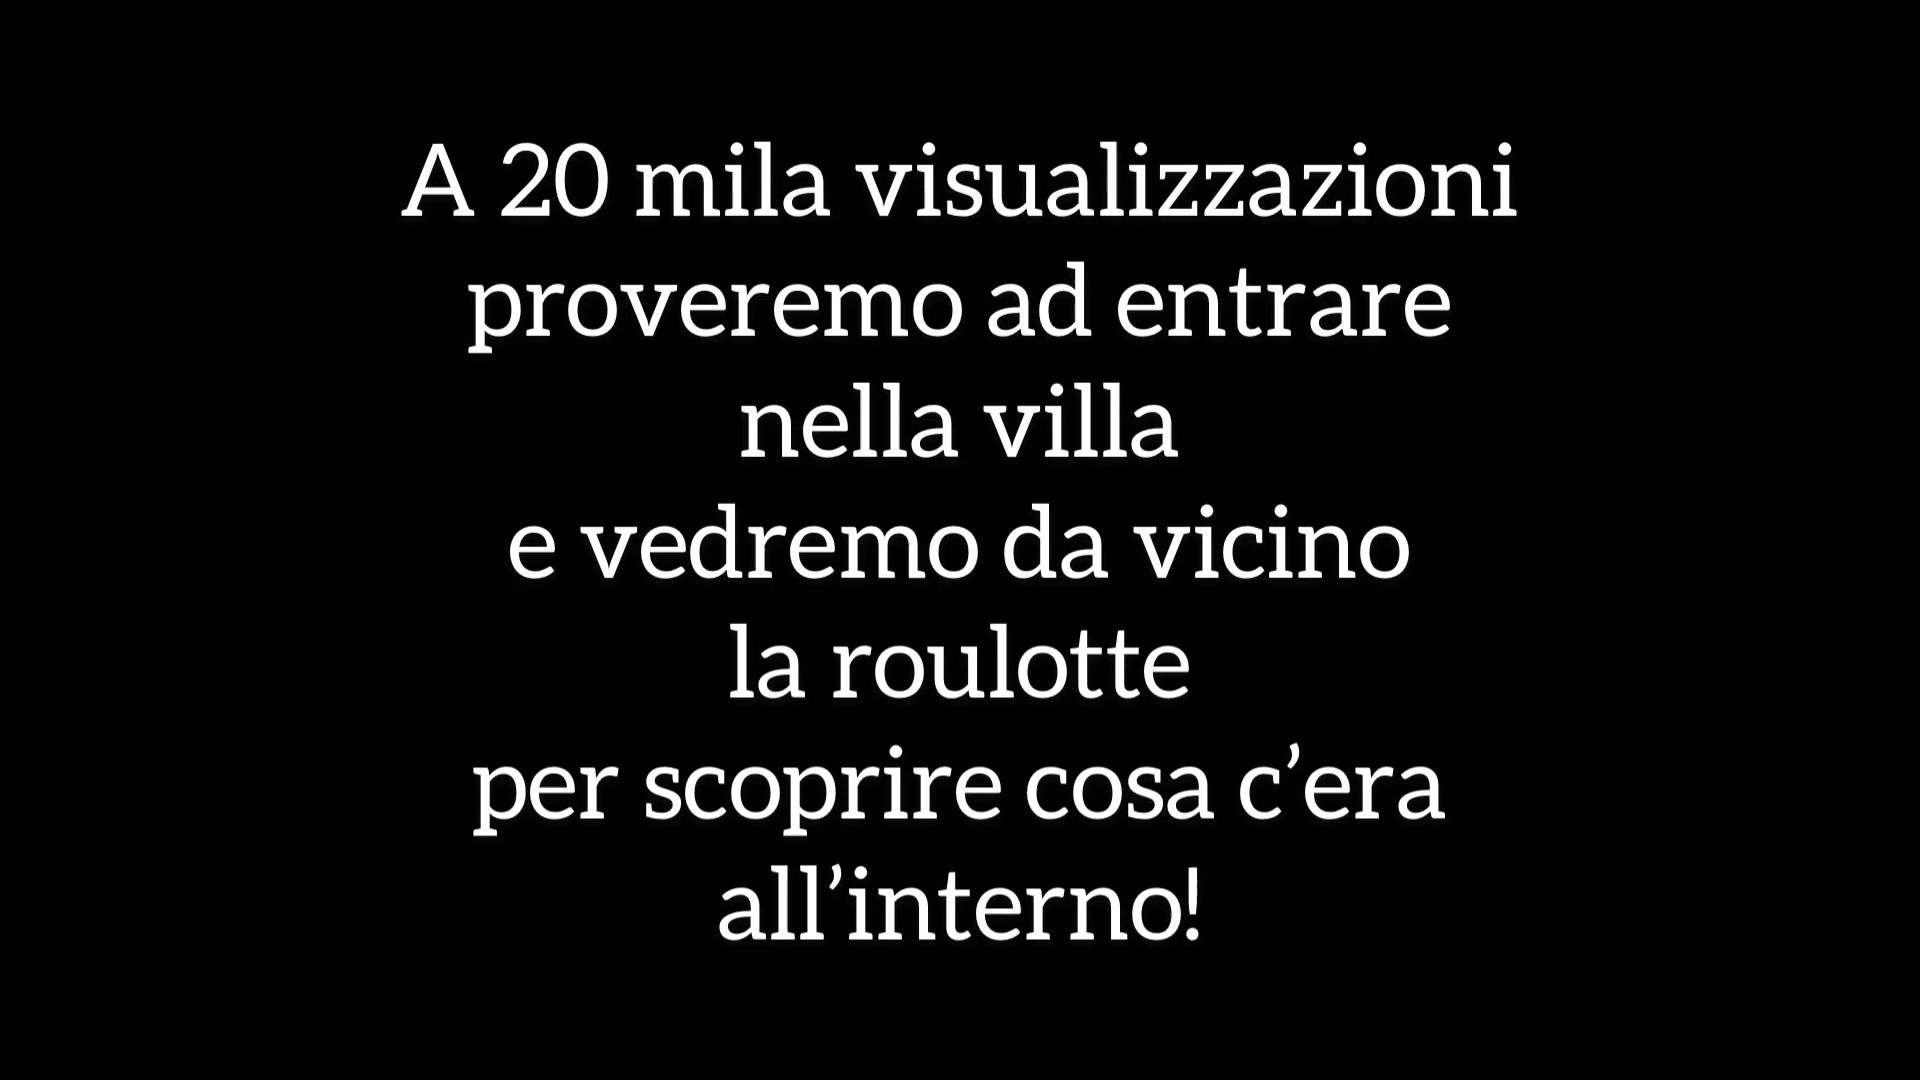 A 20 mila visualizzazioni
proveremo ad entrare
nella villa
e vedremo da vicino
la roulotte
per scoprire cosa c’era
all’interno!